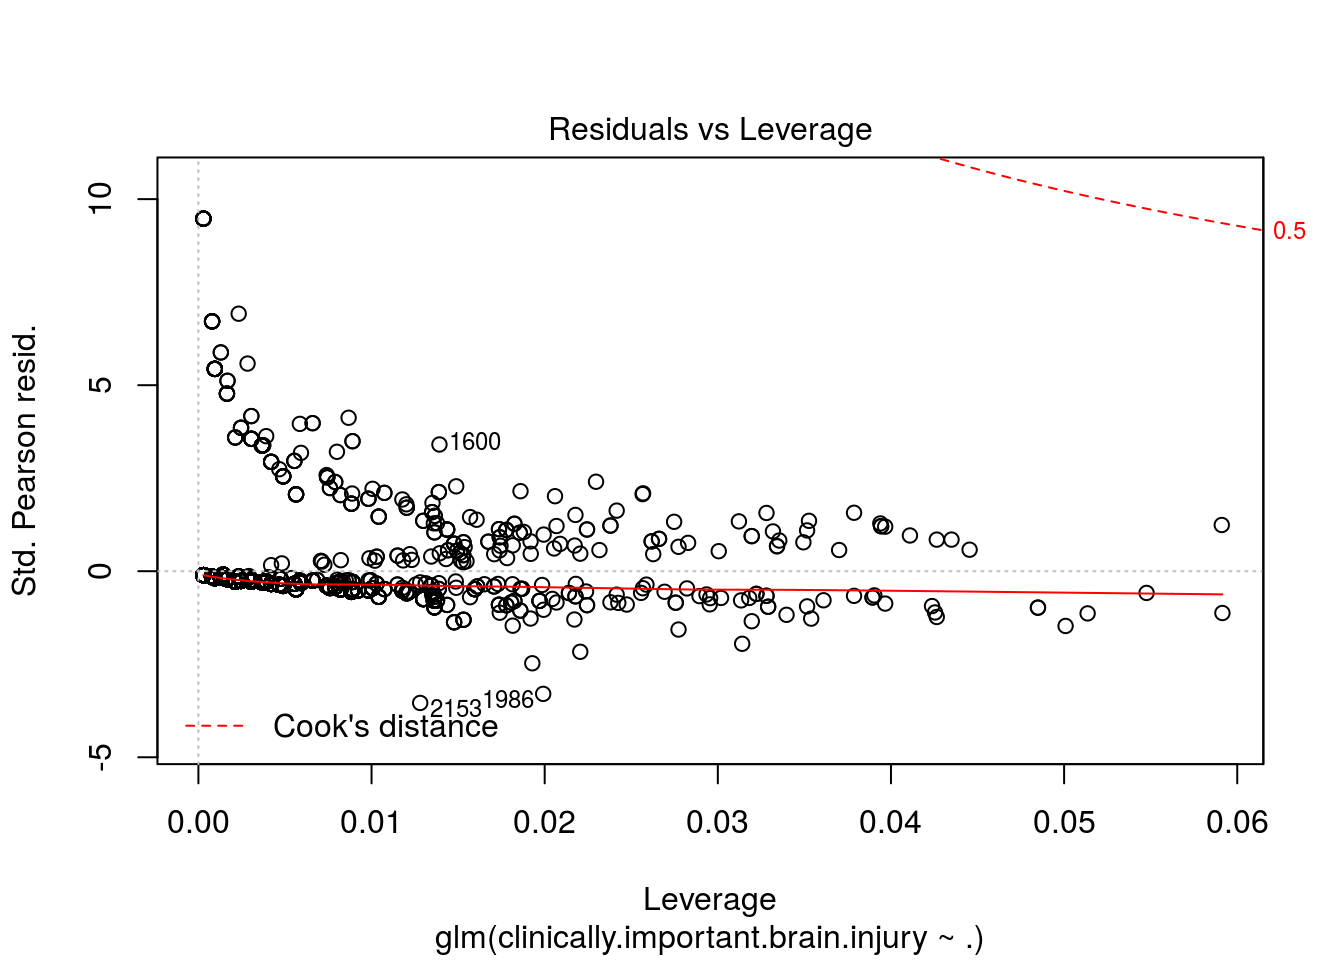 Residuals vs Leverage
Std. Pearson resid.
10
5
0
-5
0.5
1600
2153
1986
Cook's distance
0.00 0.01 0.02 0.03 0.04 0.05 0.06
Leverage
glm(clinically.important.brain.injury ~ .)